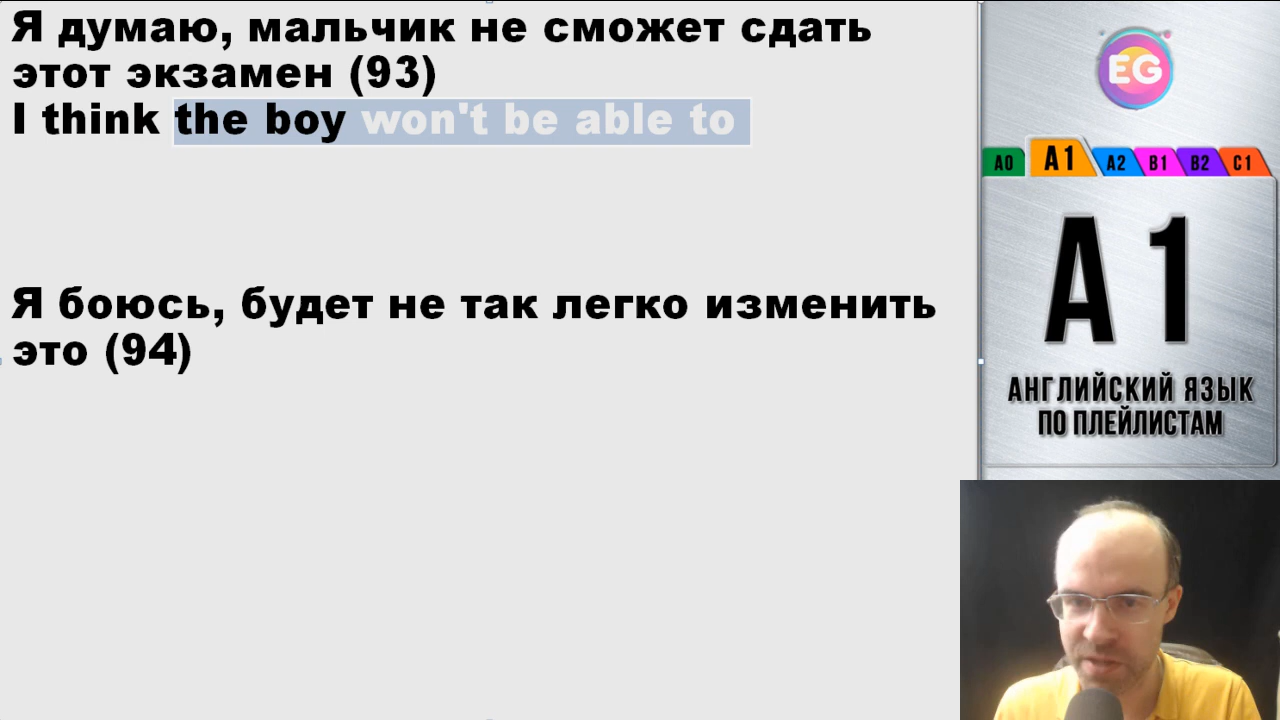 Я думаю, мальчик не сможет сдать
этот экзамен (93)
I think the boy won't be able to
Я боюсь, будет не так легко изменить
это (94)
EG
A0 A1 A2 B1 B2 C1
A1
АНГЛИЙСКИЙ ЯЗЫК
ПО ПЛЕЙЛИСТАМ